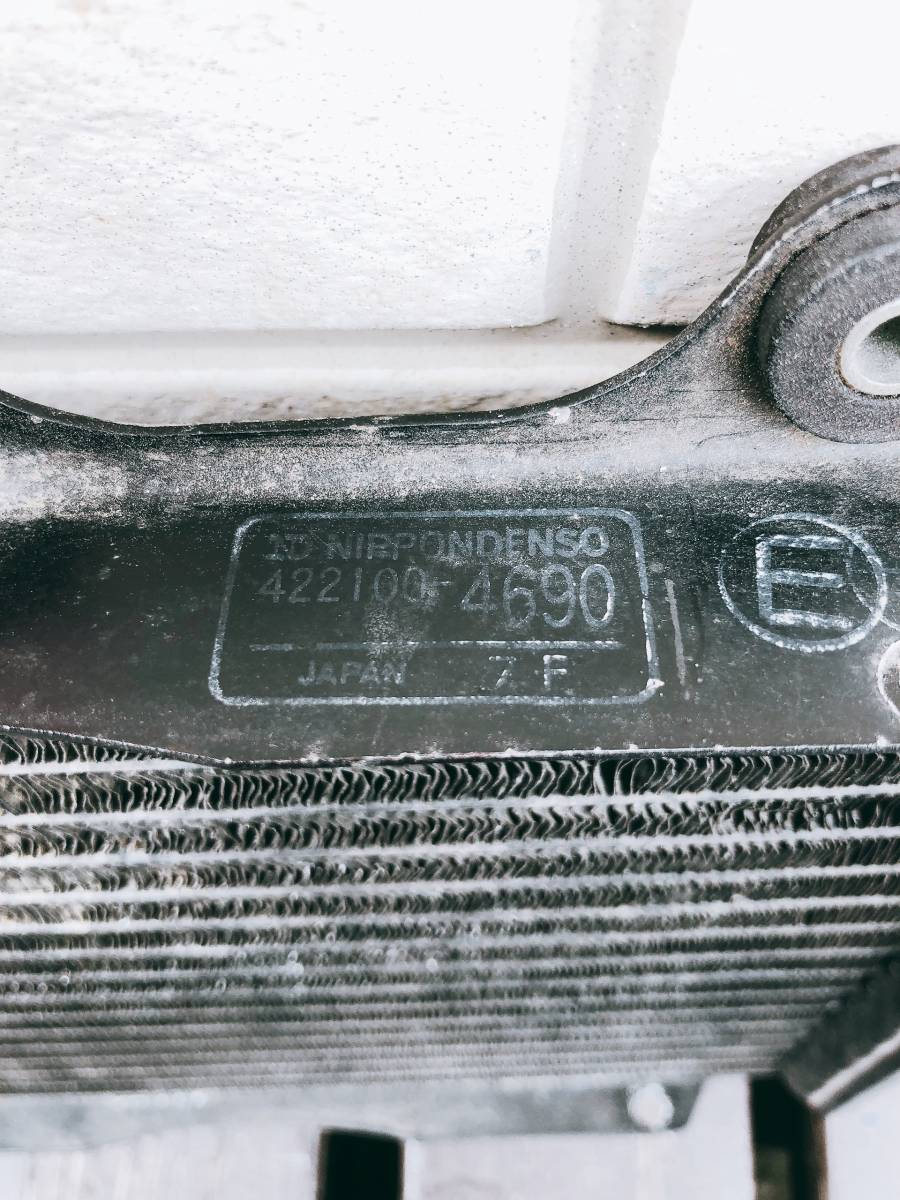 NIPPONDENSO
422100-4690
JAPAN 7 F
E